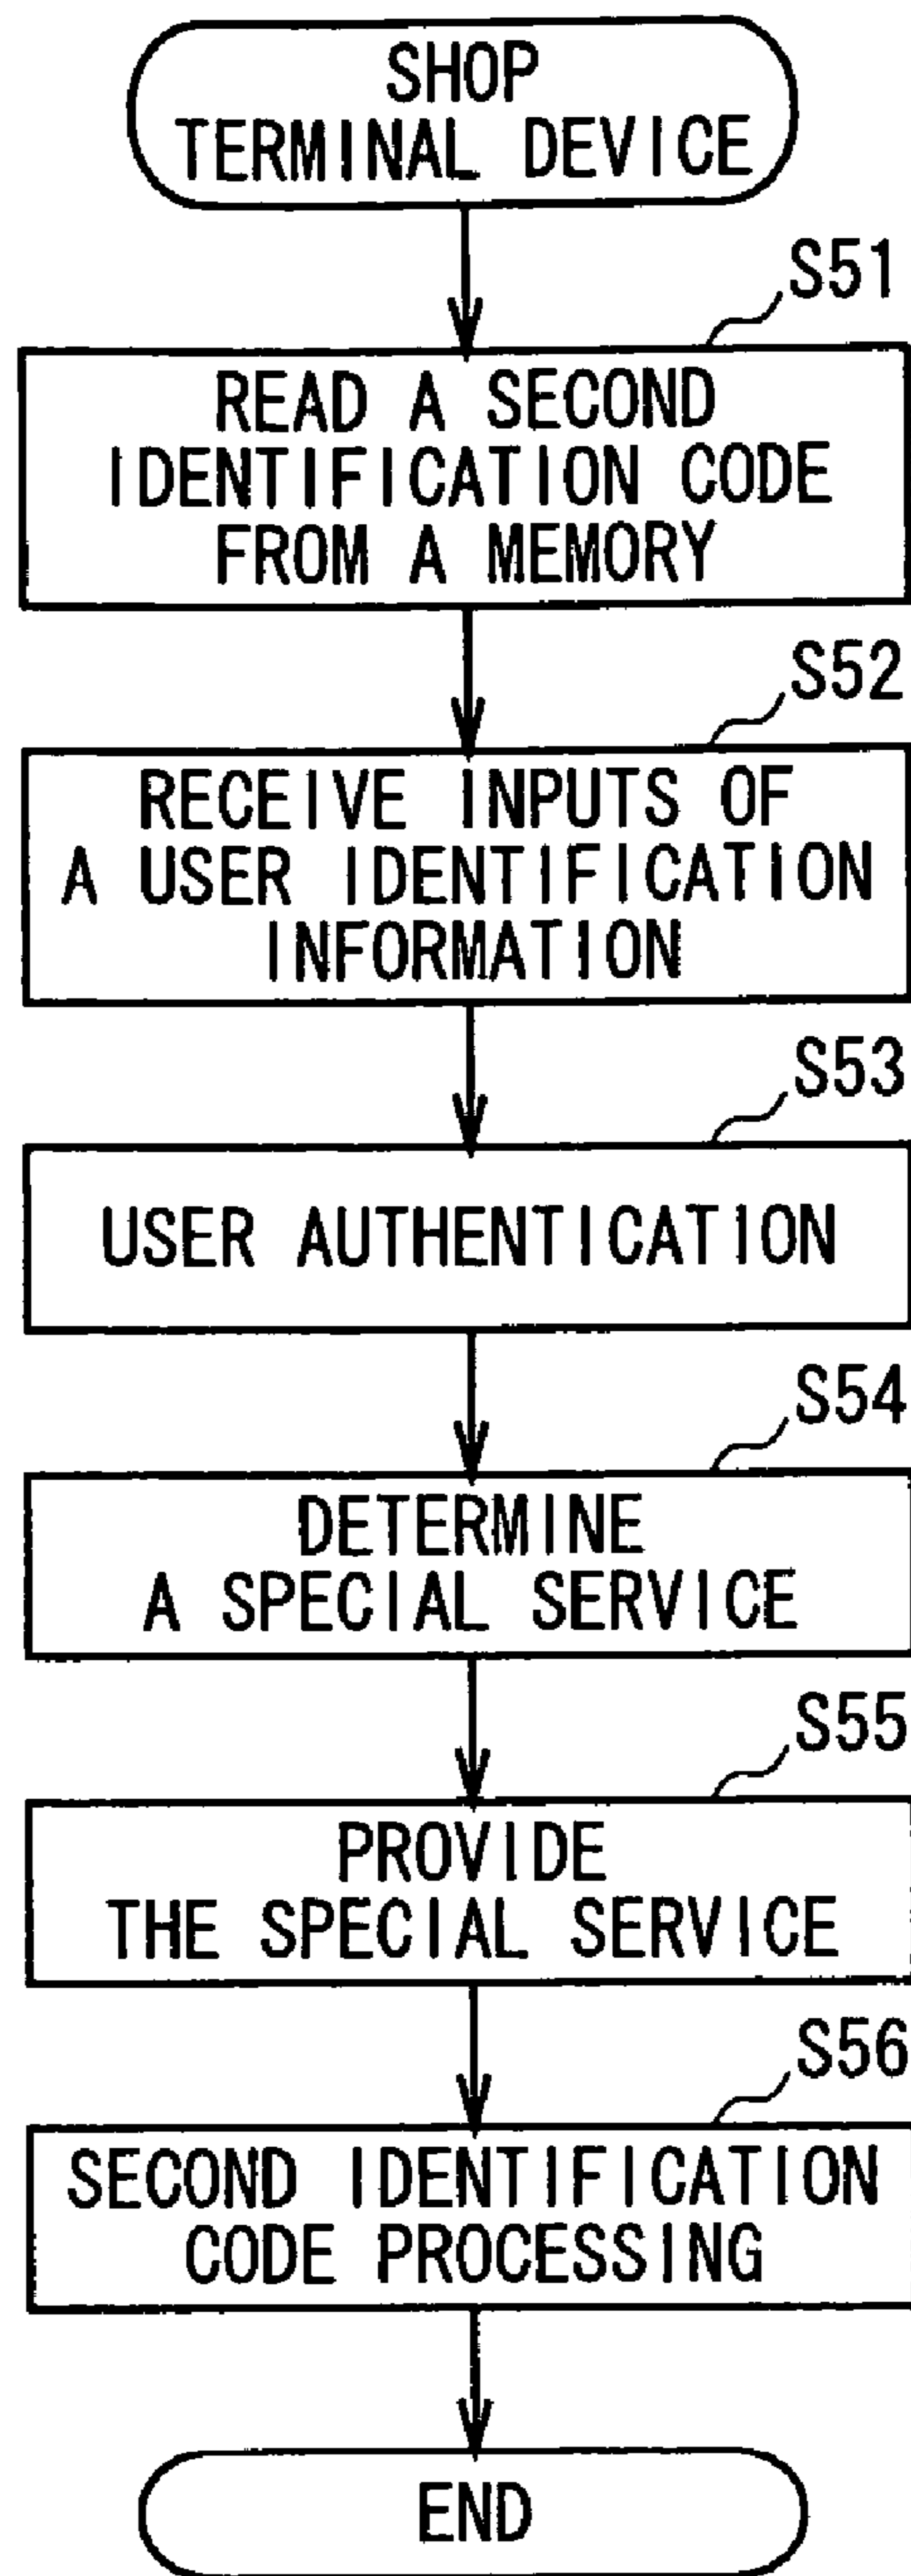 SHOP
TERMINAL DEVICE
S51
READ A SECOND
IDENTIFICATION CODE
FROM A MEMORY
S52
RECEIVE INPUTS OF
A USER IDENTIFICATION
INFORMATION
S53
USER AUTHENTICATION
S54
DETERMINE
A SPECIAL SERVICE
S55
PROVIDE
THE SPECIAL SERVICE
S56
SECOND IDENTIFICATION
CODE PROCESSING
END